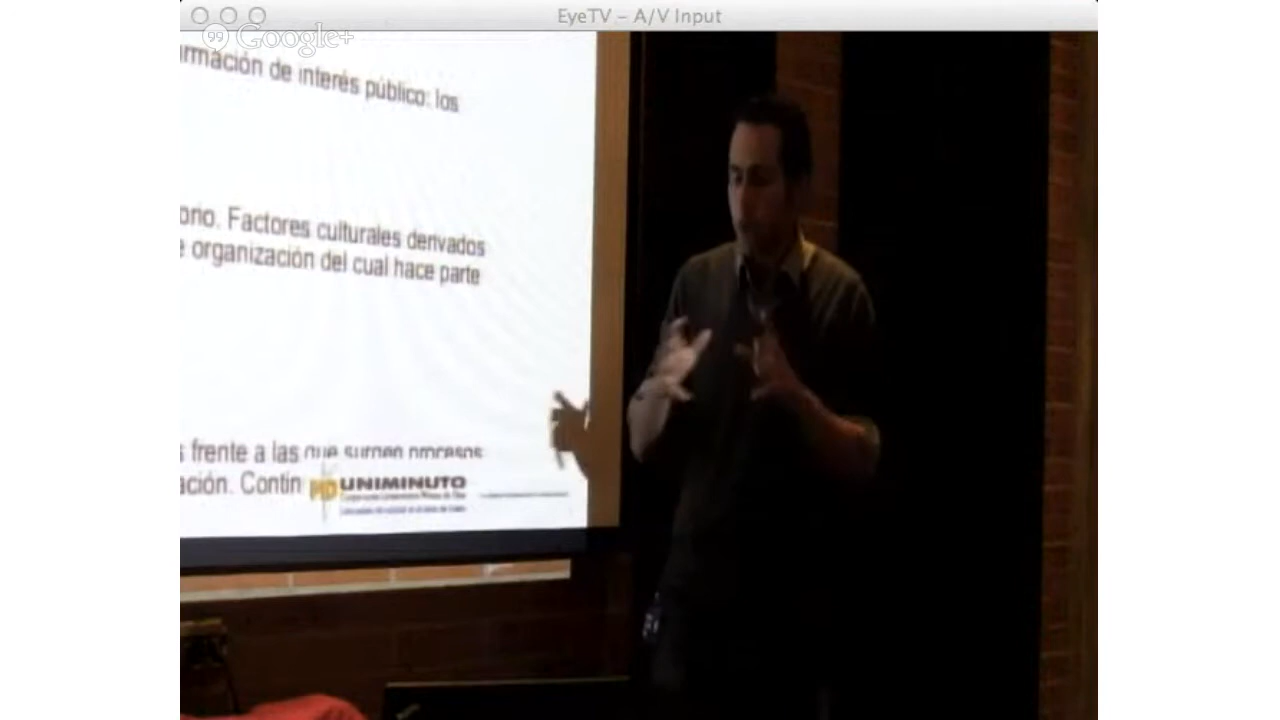 EyeTV – A/V Input
Google+
rmación de interés público: los
orio. Factores culturales derivados
e organización del cual hace parte
s frente a las que surgen procesos
ación. Contin
UNIMINUTO